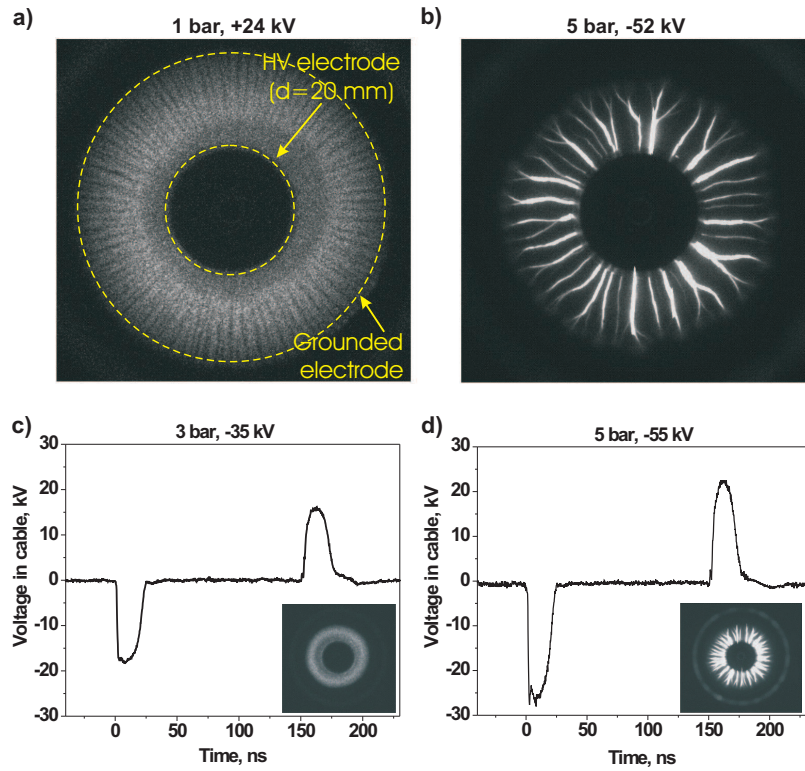 a)
1 bar, +24 kV
HV electrode
(d=20 mm)
Grounded
electrode
b)
5 bar, -52 kV
c)
3 bar, -35 kV
Voltage in cable, kV
30
20
10
0
-10
-20
-30
0
50
100
150
200
Time, ns
d)
5 bar, -55 kV
Voltage in cable, kV
30
20
10
0
-10
-20
-30
0
50
100
150
200
Time, ns